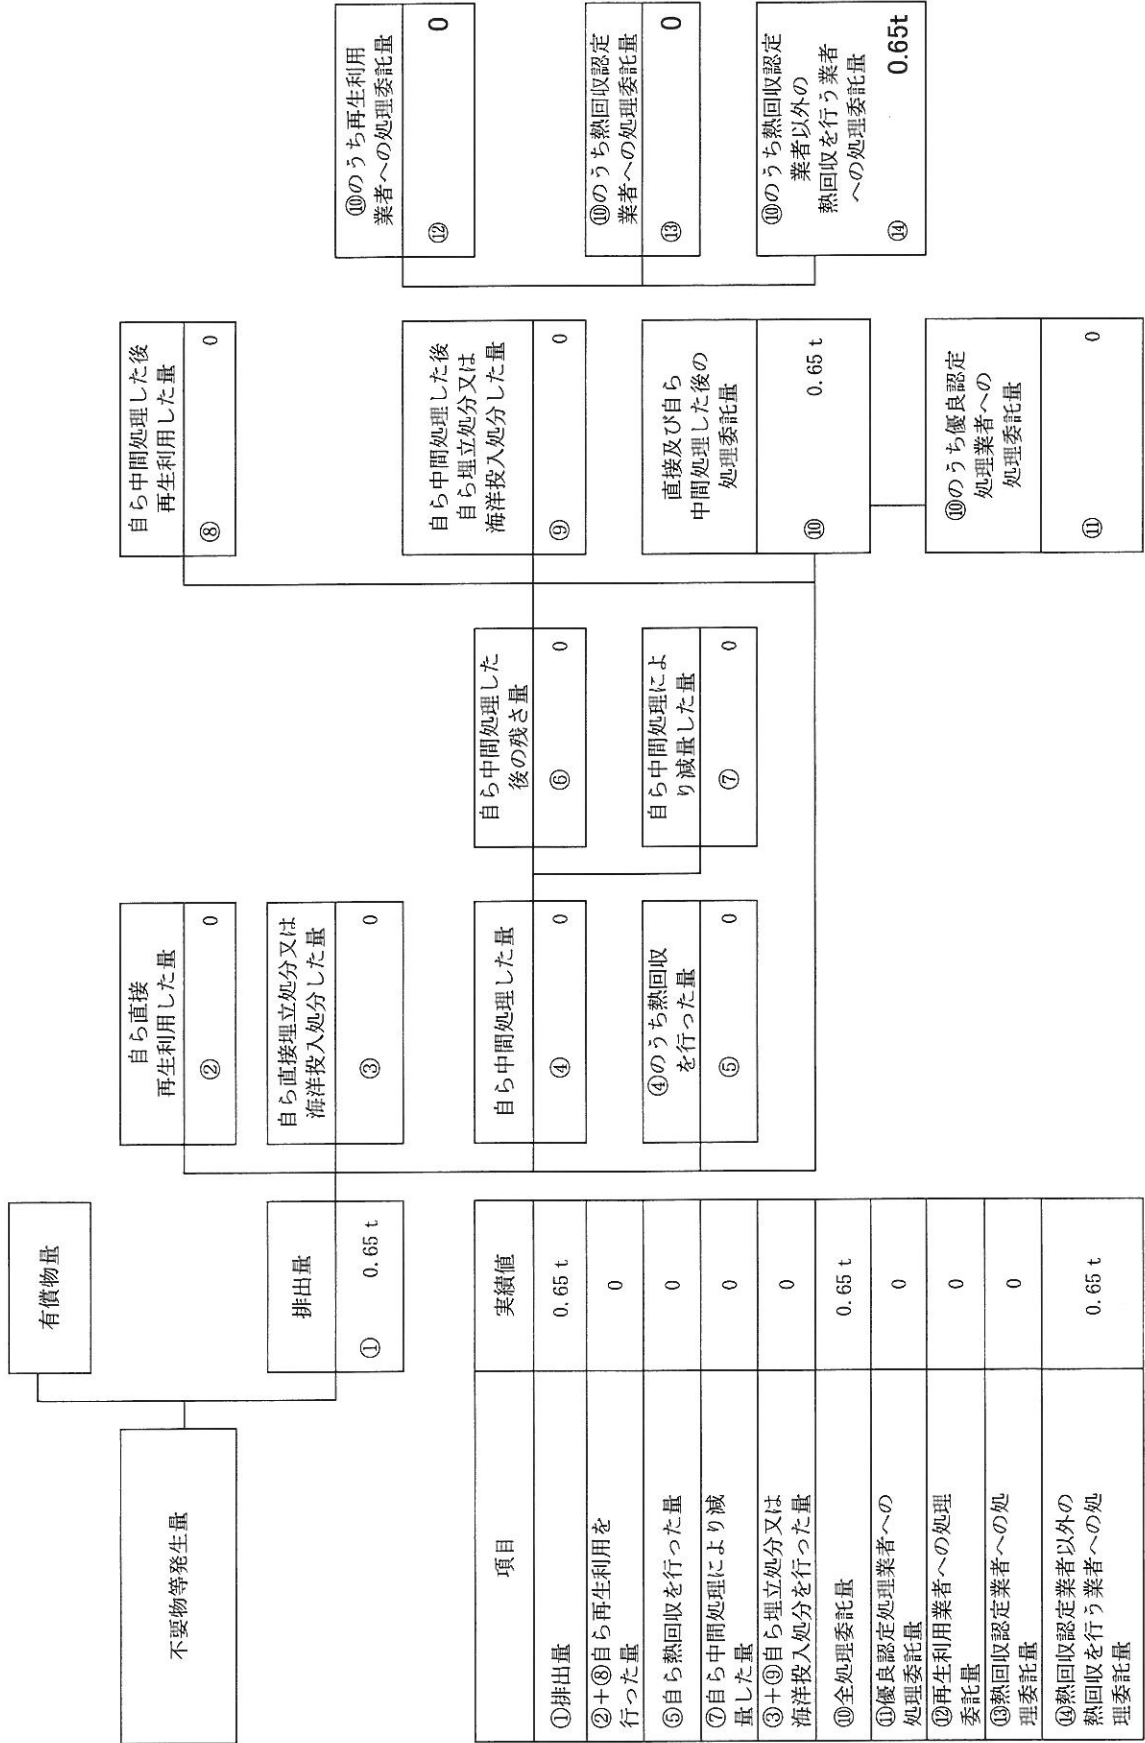 不要物等発生量
有償物量
排出量
① 0.65 t
自ら直接
再生利用した量
② 0
自ら直接埋立処分又は
海洋投入処分した量
③ 0
自ら中間処理した量
④ 0
④のうち熱回収
を行った量
⑤ 0
自ら中間処理した
後の残さ量
⑥ 0
自ら中間処理によ
り減量した量
⑦ 0
自ら中間処理した後
再生利用した量
⑧ 0
自ら中間処理した後
自ら埋立処分又は
海洋投入処分した量
⑨ 0
直接及び自ら
中間処理した後の
処理委託量
⑩ 0.65 t
⑩のうち優良認定
処理業者への
処理委託量
⑪ 0
⑩のうち再生利用
業者への処理委託量
⑫ 0
⑩のうち熱回収認定
業者への処理委託量
⑬ 0
⑩のうち熱回収認定
業者以外の
熱回収を行う業者
への処理委託量
⑭ 0.65t
項目 実績値
①排出量 0.65 t
②+⑧自ら再生利用を
行った量 0
⑤自ら熱回収を行った量 0
⑦自ら中間処理により減
量した量 0
③+⑨自ら埋立処分又は
海洋投入処分を行った量 0
⑩全処理委託量 0.65 t
⑪優良認定処理業者への
処理委託量 0
⑫再生利用業者への処理
委託量 0
⑬熱回収認定業者への処
理委託量 0
⑭熱回収認定業者以外の
熱回収を行う業者への処
理委託量 0.65 t